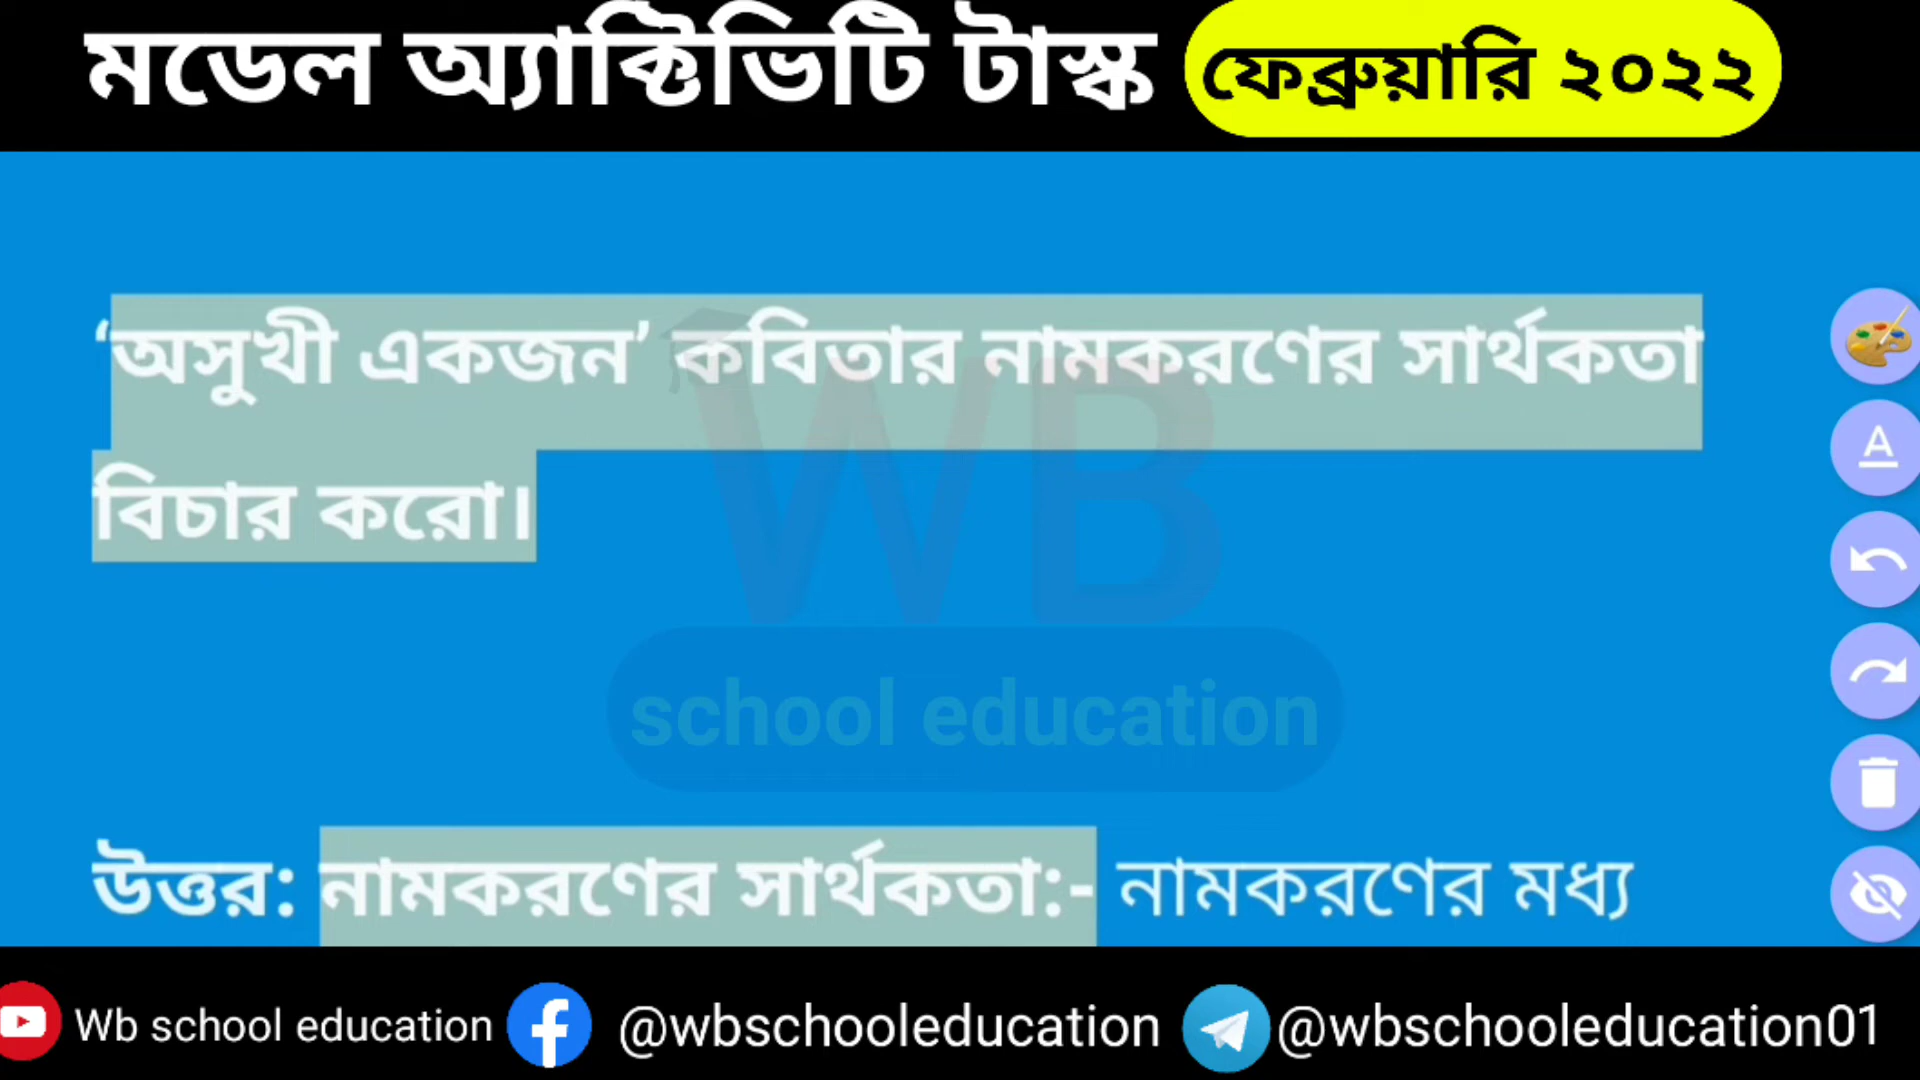 মডেল অ্যাক্টিভিটি টাস্ক ফেব্রুয়ারি ২০২২
‘অসুখী একজন’ কবিতার নামকরণের সার্থকতা
বিচার করো।
WB
school education
উত্তর: নামকরণের সার্থকতা:- নামকরণের মধ্য
Wb school education @wbschooleducation @wbschooleducation01